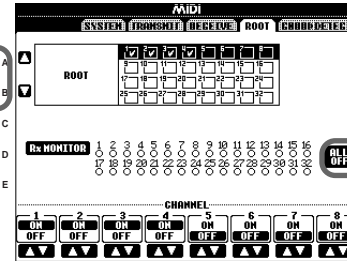 MIDI
SYSTEM TRANSMIT RECEIVE ROOT CHORD DETECT
A
B
C
D
E
ROOT
1 2 3 4 5 6 7 8
9 10 11 12 13 14 15 16
17 18 19 20 21 22 23 24
25 26 27 28 29 30 31 32
Rx MONITOR 1 2 3 4 5 6 7 8 9 10 11 12 13 14 15 16
17 18 19 20 21 22 23 24 25 26 27 28 29 30 31 32
ALL
OFF
CHANNEL
1 2 3 4 5 6 7 8
ON ON ON ON ON ON ON ON
OFF OFF OFF OFF OFF OFF OFF OFF